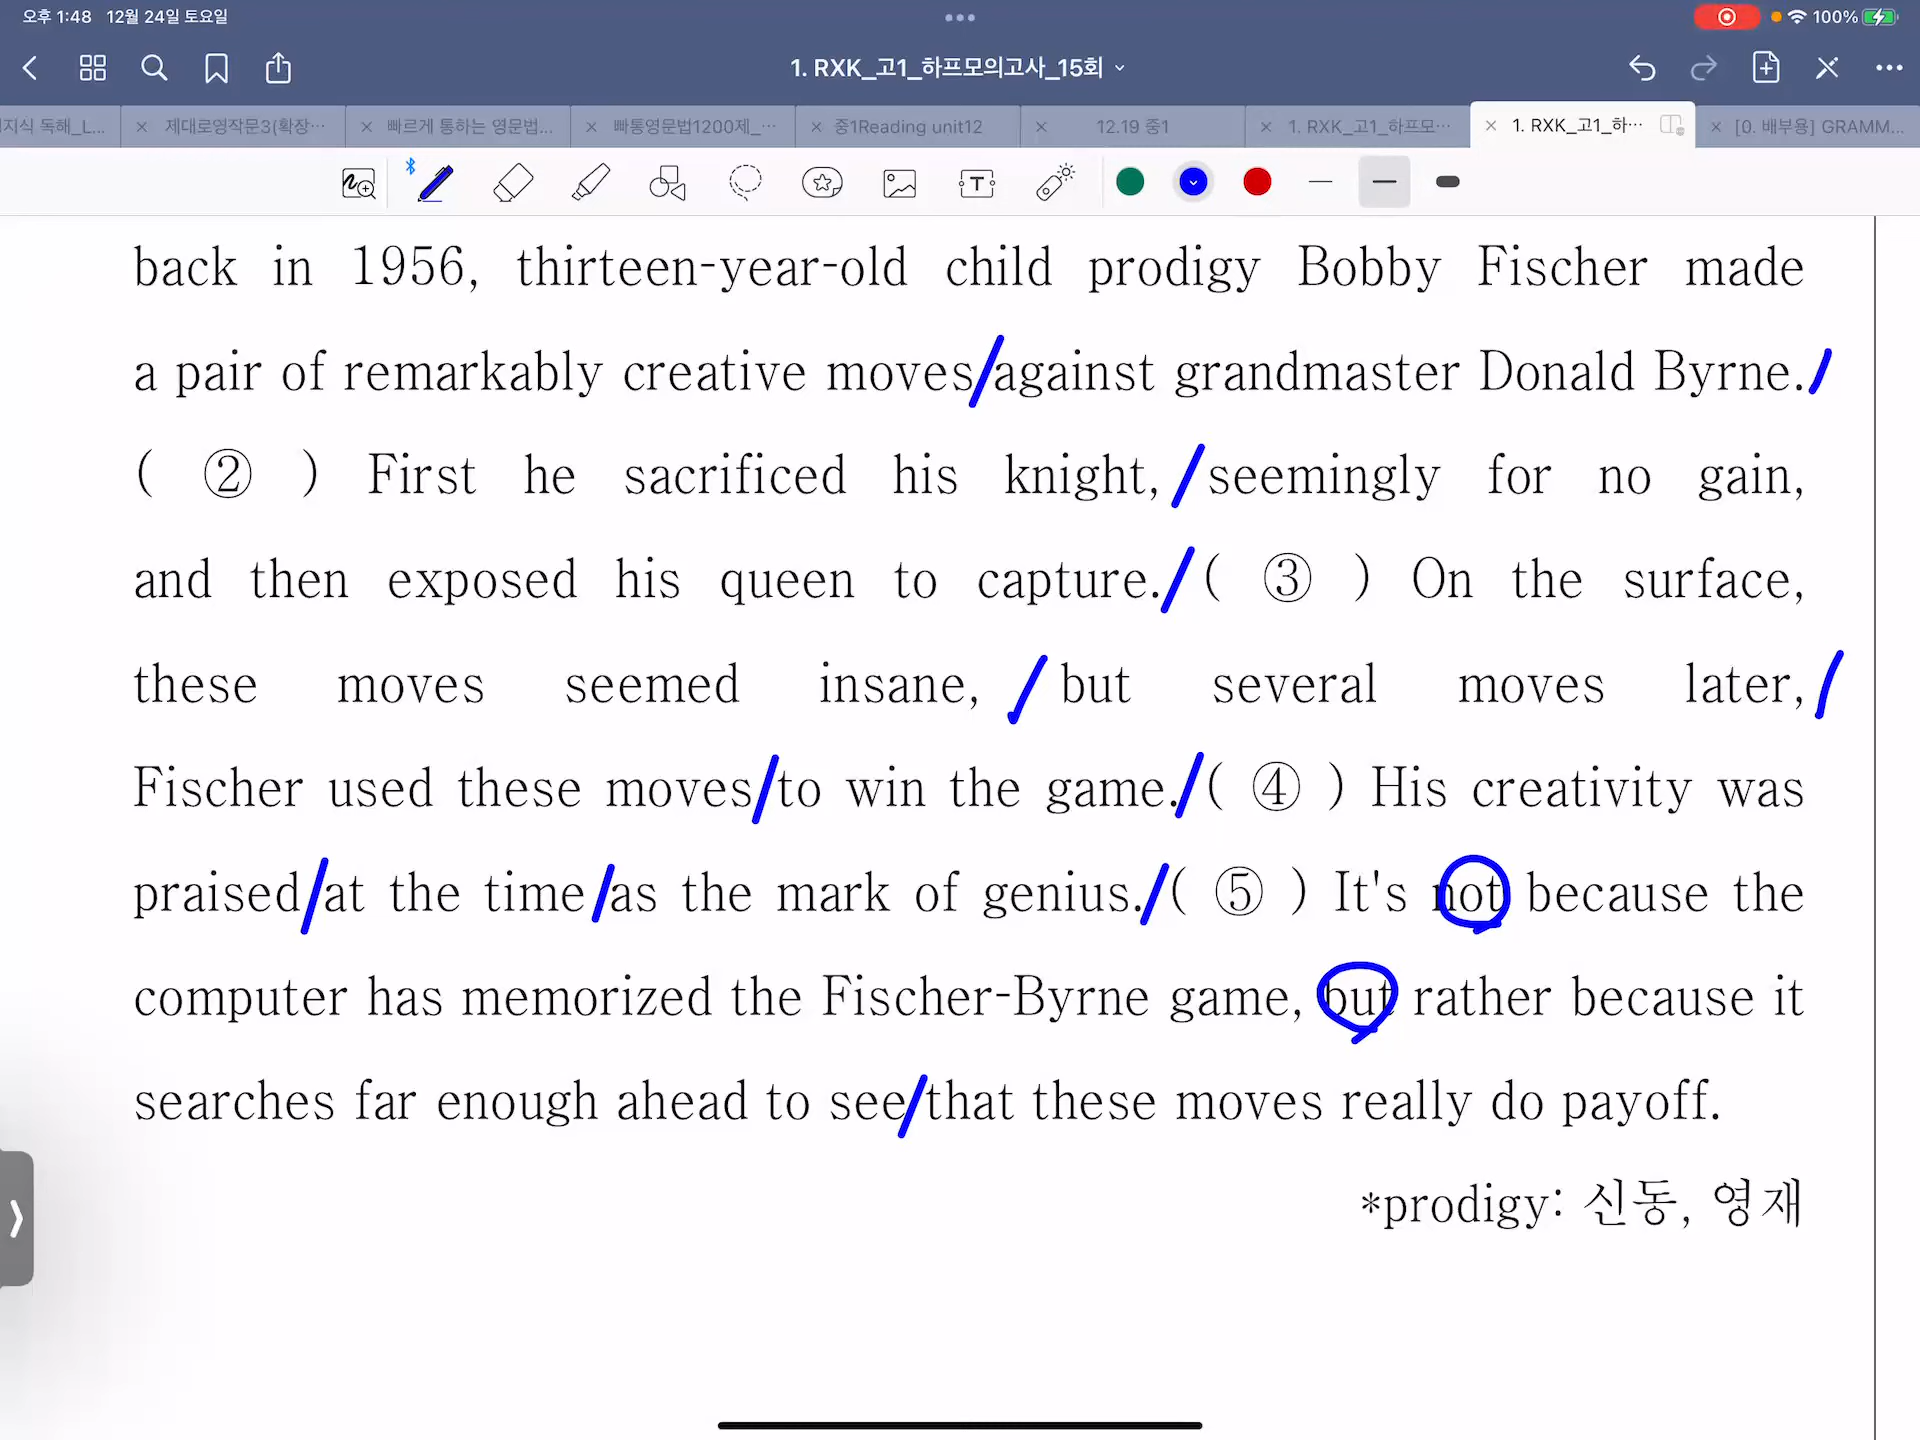 오후 1:48 12월 24일 토요일
100%
1. RXK_고1_하프모의고사_15회
지식 독해_L...
제대로영작문3(확장...
빠르게 통하는 영문법...
빠통영문법1200제_...
중1Reading unit12
12.19 중1
1. RXK_고1_하프모...
1. RXK_고1_하...
[0. 배부용] GRAMM...
T
back in 1956, thirteen-year-old child prodigy Bobby Fischer made
a pair of remarkably creative moves/against grandmaster Donald Byrne./
( ② ) First he sacrificed his knight, / seemingly for no gain,
and then exposed his queen to capture./ ( ③ ) On the surface,
these moves seemed insane, / but several moves later,/
Fischer used these moves/to win the game./( ④ ) His creativity was
praised/at the time/as the mark of genius./( ⑤ ) It's not because the
computer has memorized the Fischer-Byrne game, but rather because it
searches far enough ahead to see/that these moves really do payoff.
*prodigy: 신동, 영재